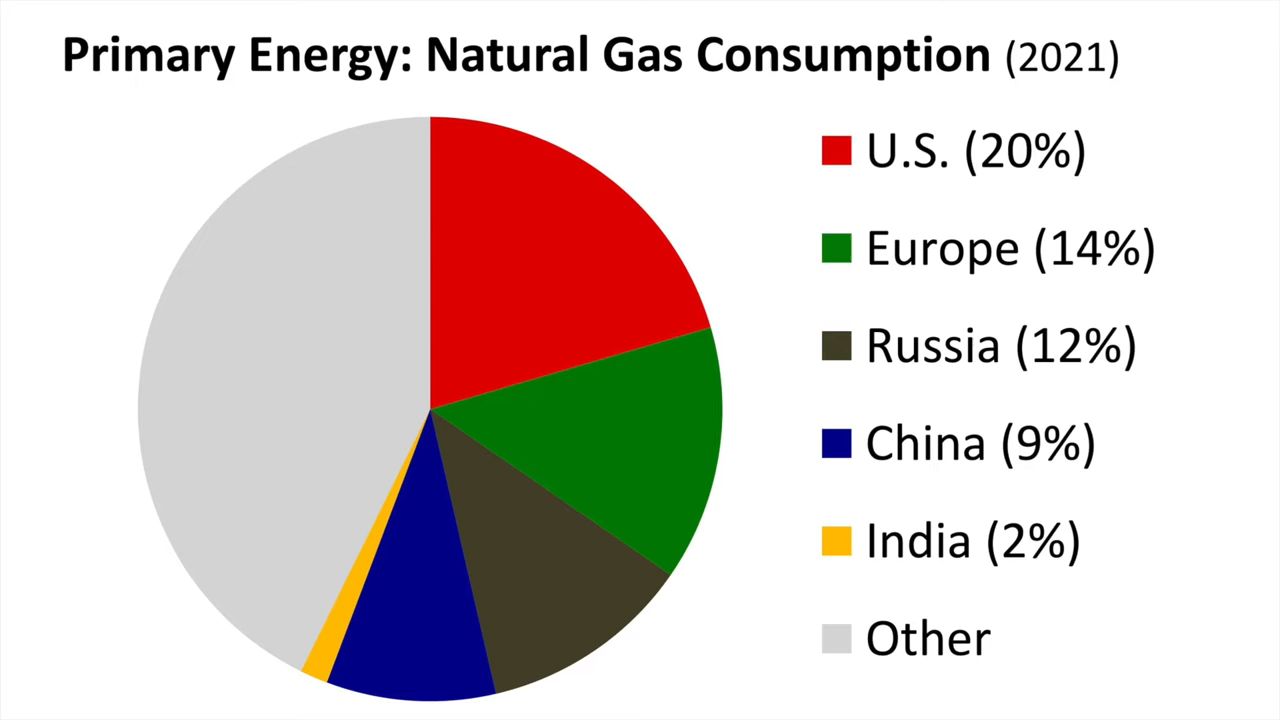 Primary Energy: Natural Gas Consumption (2021)
U.S. (20%)
Europe (14%)
Russia (12%)
China (9%)
India (2%)
Other